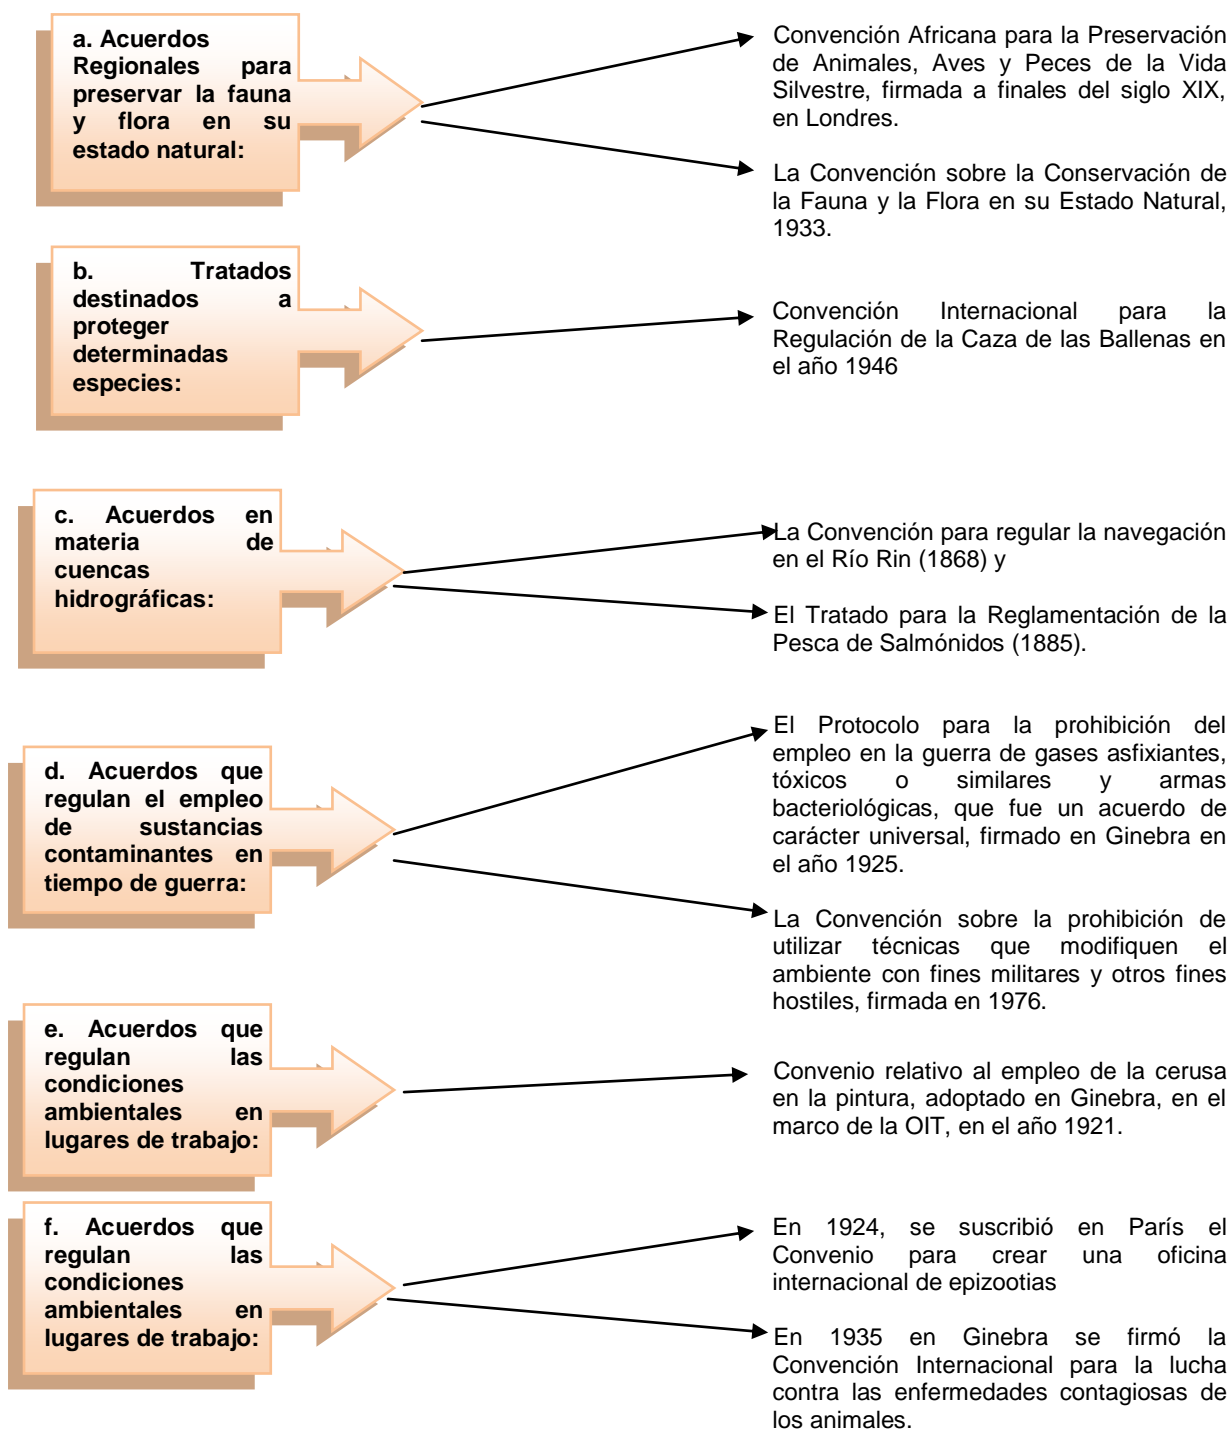 a. Acuerdos
Regionales para
preservar la fauna
y flora en su
estado natural:
Convención Africana para la Preservación
de Animales, Aves y Peces de la Vida
Silvestre, firmada a finales del siglo XIX,
en Londres.
La Convención sobre la Conservación de
la Fauna y la Flora en su Estado Natural,
1933.
b. Tratados
destinados a
proteger
determinadas
especies:
Convención Internacional para la
Regulación de la Caza de las Ballenas en
el año 1946
c. Acuerdos en
materia de
cuencas
hidrográficas:
La Convención para regular la navegación
en el Río Rin (1868) y
El Tratado para la Reglamentación de la
Pesca de Salmónidos (1885).
d. Acuerdos que
regulan el empleo
de sustancias
contaminantes en
tiempo de guerra:
El Protocolo para la prohibición del
empleo en la guerra de gases asfixiantes,
tóxicos o similares y armas
bacteriológicas, que fue un acuerdo de
carácter universal, firmado en Ginebra en
el año 1925.
La Convención sobre la prohibición de
utilizar técnicas que modifiquen el
ambiente con fines militares y otros fines
hostiles, firmada en 1976.
e. Acuerdos que
regulan las
condiciones
ambientales en
lugares de trabajo:
Convenio relativo al empleo de la cerusa
en la pintura, adoptado en Ginebra, en el
marco de la OIT, en el año 1921.
f. Acuerdos que
regulan las
condiciones
ambientales en
lugares de trabajo:
En 1924, se suscribió en París el
Convenio para crear una oficina
internacional de epizootias
En 1935 en Ginebra se firmó la
Convención Internacional para la lucha
contra las enfermedades contagiosas de
los animales.